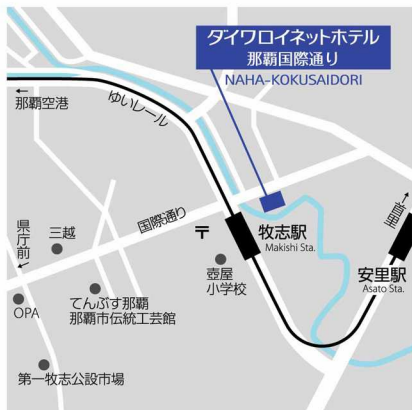 ダイワロイネットホテル
那覇国際通り
NAHA-KOKUSAIDORI
←
那覇空港
ゆいレール
国際通り
県庁前
三越
〒
牧志駅
Makishi Sta.
首里
安里駅
Asato Sta.
壺屋
小学校
OPA
てんぶす那覇
那覇市伝統工芸館
第一牧志公設市場